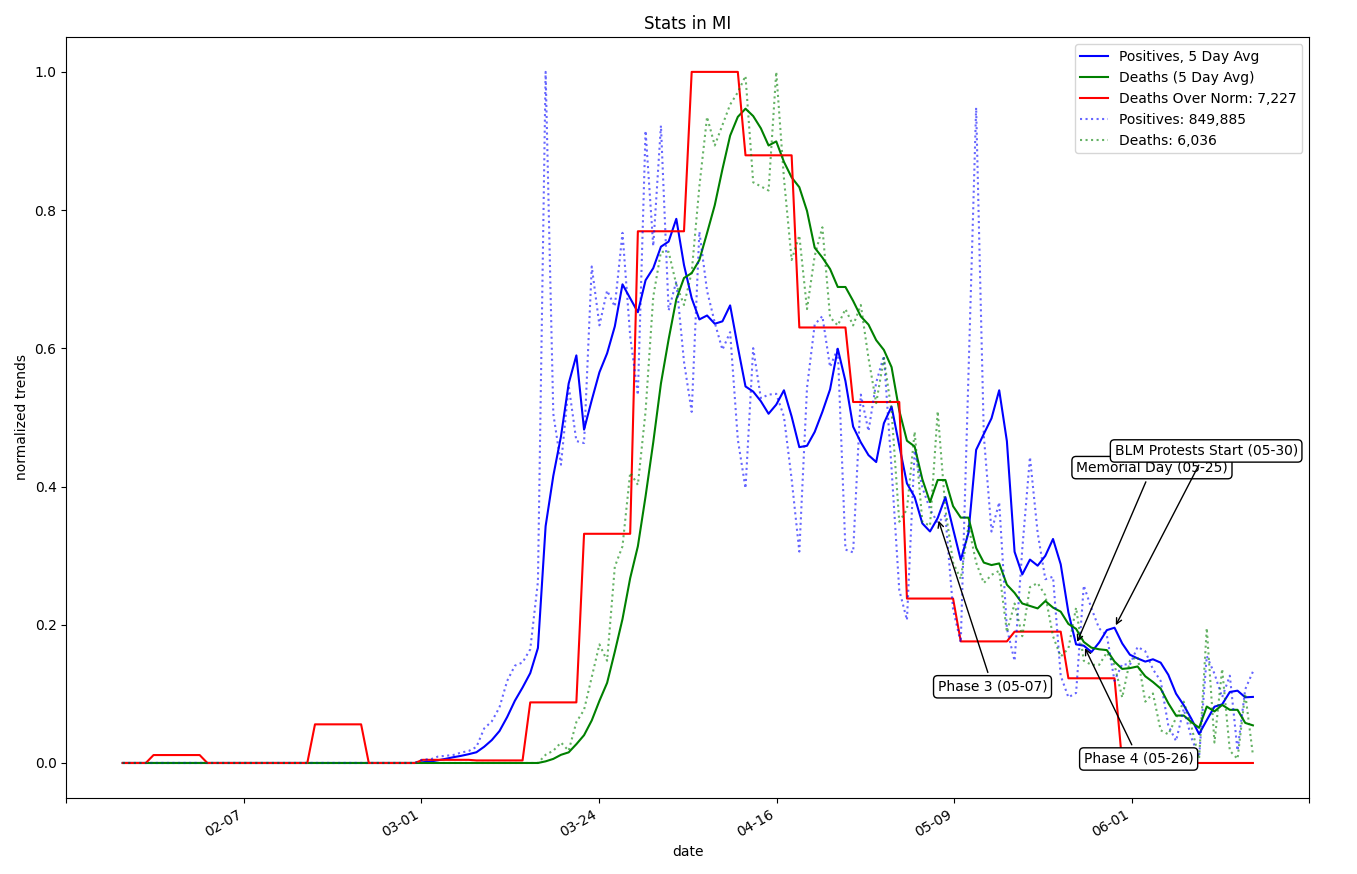 Stats in MI
Positives, 5 Day Avg
Deaths (5 Day Avg)
Deaths Over Norm: 7,227
Positives: 849,885
Deaths: 6,036
normalized trends
1.0
0.8
0.6
0.4
0.2
0.0
BLM Protests Start (05-30)
Memorial Day (05-25)
Phase 3 (05-07)
Phase 4 (05-26)
02-07
03-01
03-24
04-16
05-09
06-01
date